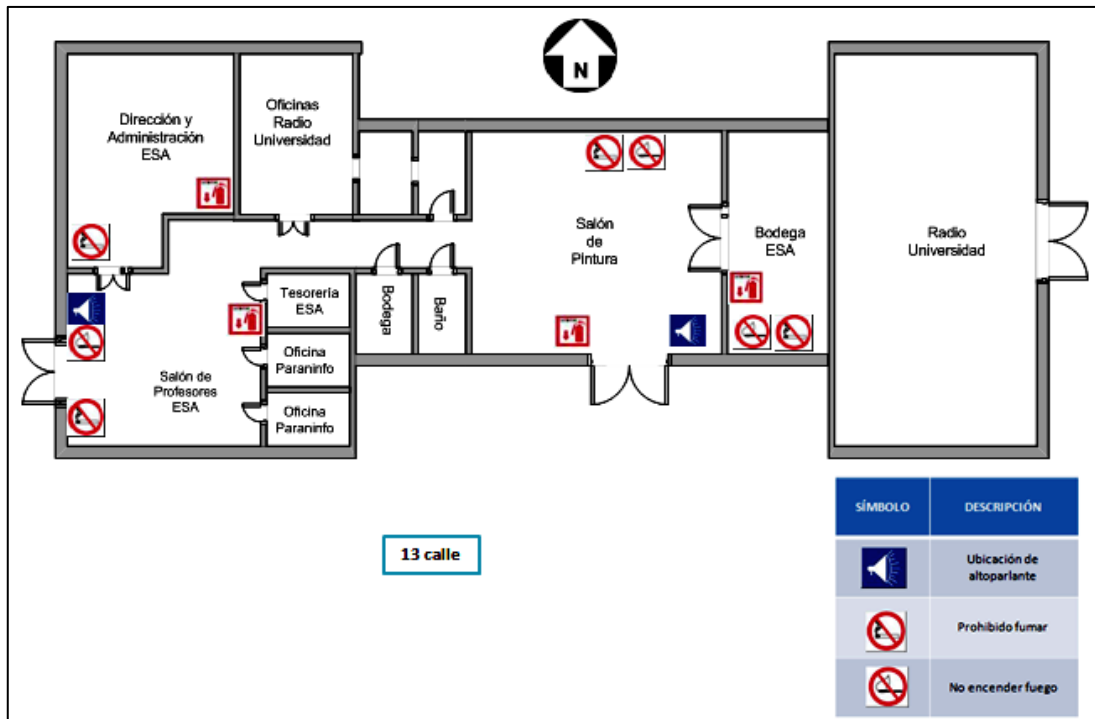 N
Dirección y
Administración
ESA
Oficinas
Radio
Universidad
Salón
de
Pintura
Bodega
ESA
Radio
Universidad
Tesorería
ESA
Bodega
Baño
Oficina
Paraninfo
Salón de
Profesores
ESA
Oficina
Paraninfo
13 calle
SÍMBOLO DESCRIPCIÓN
Ubicación de
altoparlante
Prohibido fumar
No encender fuego